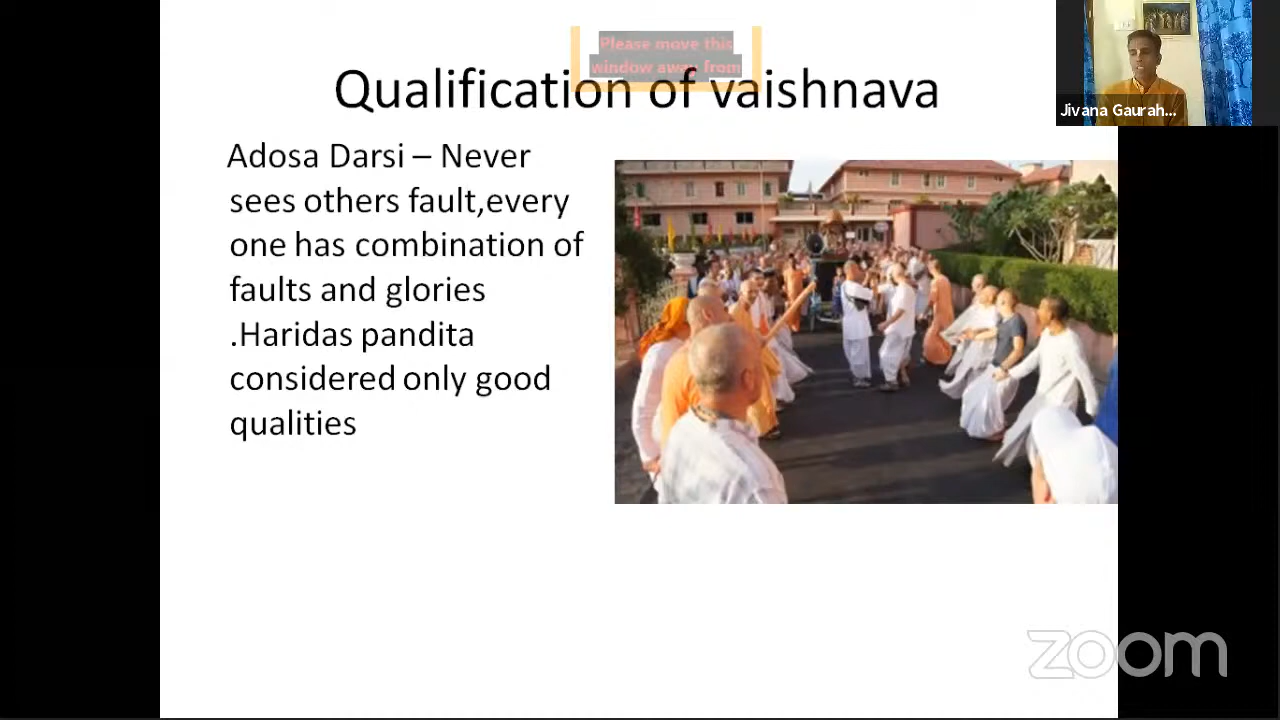 Please move this
window away from
Qualification of vaishnava
Jivana Gaurah...
Adosa Darsi – Never
sees others fault,every
one has combination of
faults and glories
.Haridas pandita
considered only good
qualities
zoom